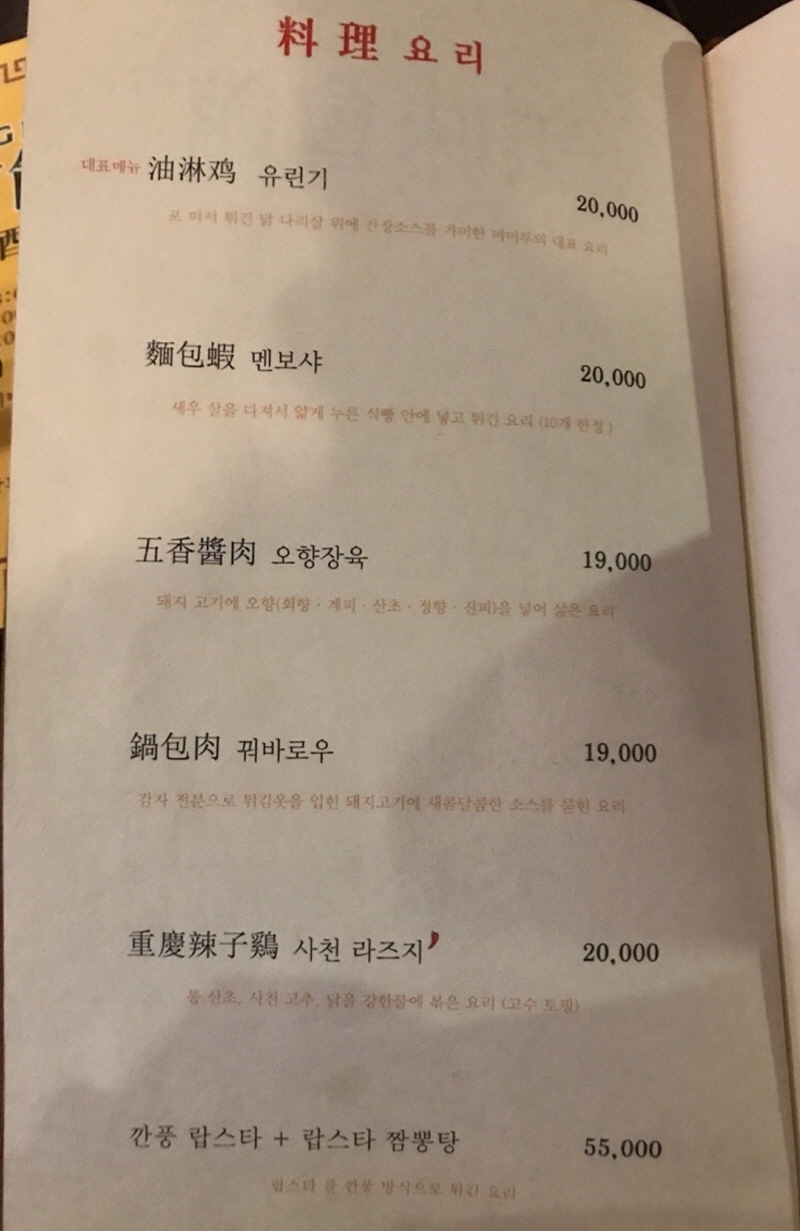 料理 요리
대표메뉴 油淋鸡 유린기
20,000
포 떠서 튀긴 닭 다리살 위에 간장소스를 가미한 미미루의 대표 요리
麵包蝦 멘보샤
20,000
새우 살을 다져서 얇게 누른 식빵 안에 넣고 튀긴 요리 (10개 한정)
五香醬肉 오향장육 19,000
돼지 고기에 오향(회향 · 계피 · 산초 · 정향 · 진피)을 넣어 삶은 요리
鍋包肉 꿔바로우 19,000
감자 전분으로 튀김옷을 입힌 돼지고기에 새콤달콤한 소스를 묻힌 요리
重慶辣子鷄 사천 라즈지 20,000
통 산초, 사천 고추, 닭을 강한불에 볶은 요리 (고수 토핑)
깐풍 랍스타 + 랍스타 짬뽕탕 55,000
랍스타 를 깐풍 방식으로 튀긴 요리